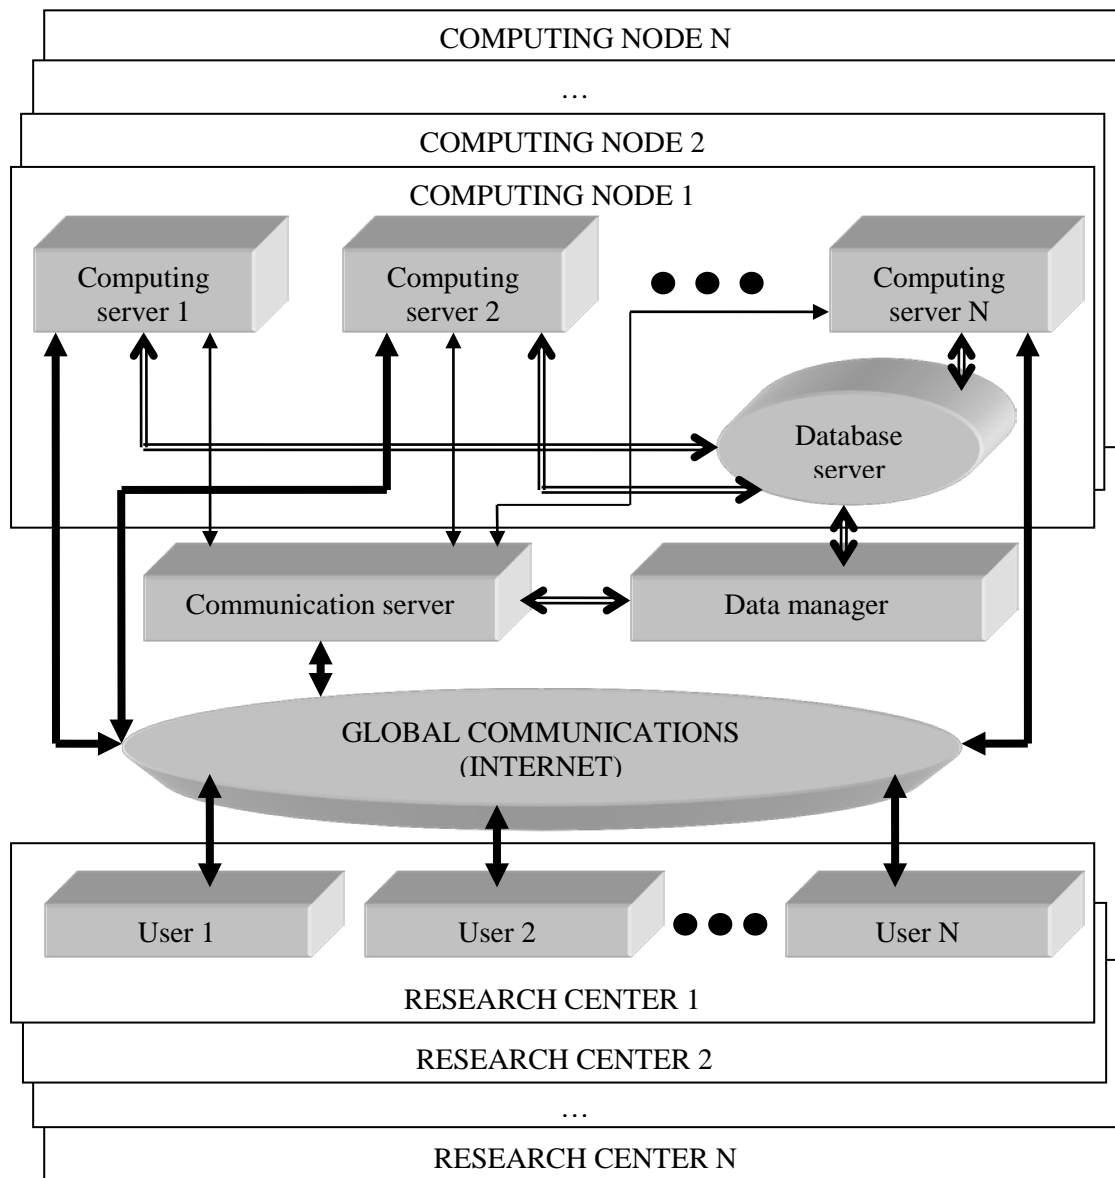 COMPUTING NODE N
…
COMPUTING NODE 2
COMPUTING NODE 1
Computing
server 1
Computing
server 2
Computing
server N
Database
server
Communication server
Data manager
GLOBAL COMMUNICATIONS
(INTERNET)
User 1
User 2
User N
RESEARCH CENTER 1
RESEARCH CENTER 2
…
RESEARCH CENTER N